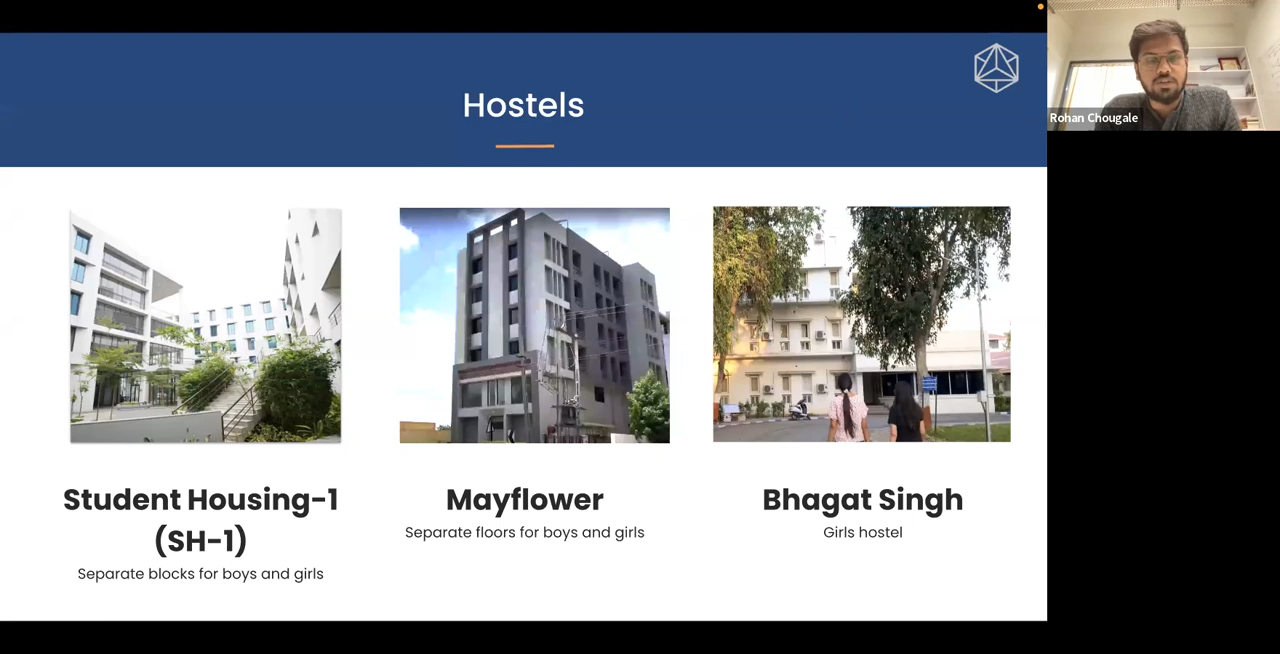 Hostels
Rohan Chougale
Student Housing-1
(SH-1)
Separate blocks for boys and girls
Mayflower
Separate floors for boys and girls
Bhagat Singh
Girls hostel